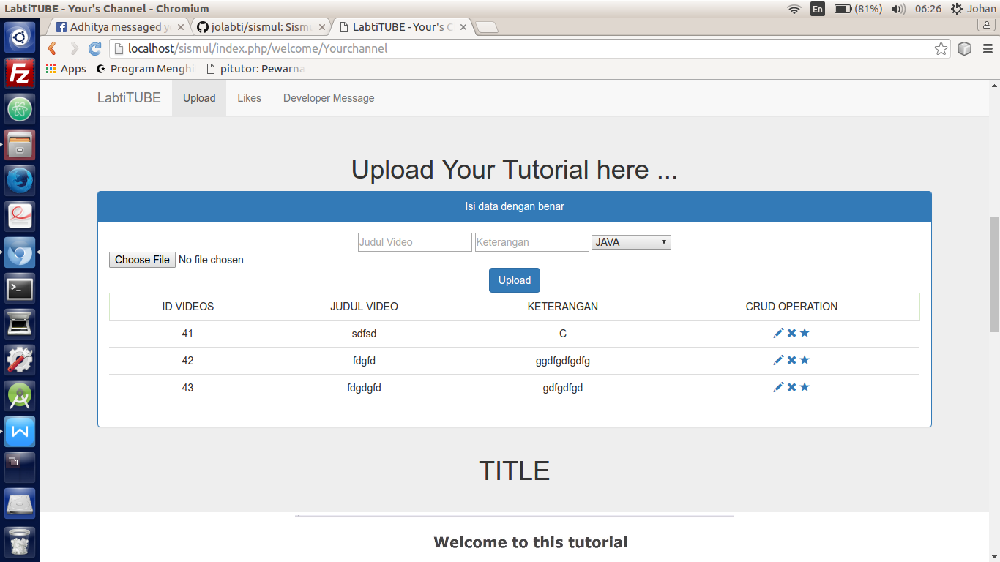 LabtiTUBE - Your's Channel - Chromium
En (81%) 06:26 Johan
Adhitya messaged y
jolabti/sismul: Sism
LabtiTUBE - Your's C
localhost/sismul/index.php/welcome/Yourchannel
Apps Program Menghi pitutor: Pewarna
LabtiTUBE Upload Likes Developer Message
Upload Your Tutorial here ...
Isi data dengan benar
Judul Video Keterangan JAVA
Choose File No file chosen
Upload
ID VIDEOS JUDUL VIDEO KETERANGAN CRUD OPERATION
41 sdfsd C
42 fdgfd ggdfgdfgdfg
43 fdgdgfd gdfgdfgd
TITLE
Welcome to this tutorial